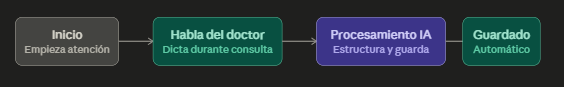 Inicio
Empieza atención
Habla del doctor
Dicta durante consulta
Procesamiento IA
Estructura y guarda
Guardado
Automático